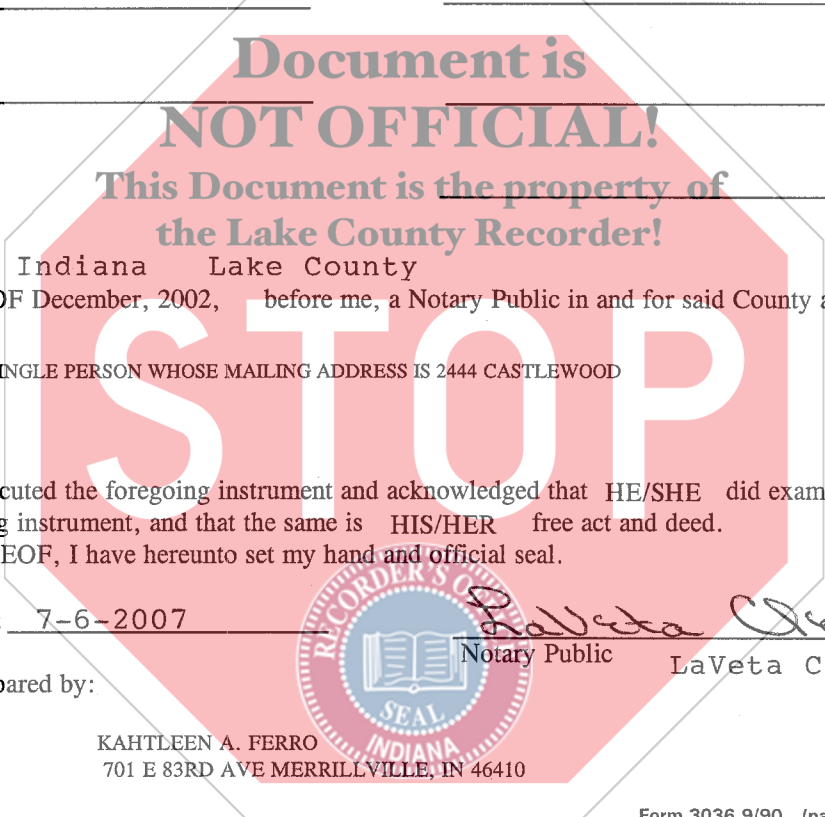 Document is
NOT OFFICIAL!
This Document is the property of
the Lake County Recorder!
Indiana Lake County
OF December, 2002, before me, a Notary Public in and for said County a
INGLE PERSON WHOSE MAILING ADDRESS IS 2444 CASTLEWOOD
STOP
cuted the foregoing instrument and acknowledged that HE/SHE did exam
g instrument, and that the same is HIS/HER free act and deed.
EOF, I have hereunto set my hand and official seal.
RECORDER'S OFFICE
: 7-6-2007
LaVeta
Notary Public
LaVeta C
pared by:
SEAL
INDIANA
KAHTLEEN A. FERRO
701 E 83RD AVE MERRILLVILLE, IN 46410
Form 3036 9/90 (pa